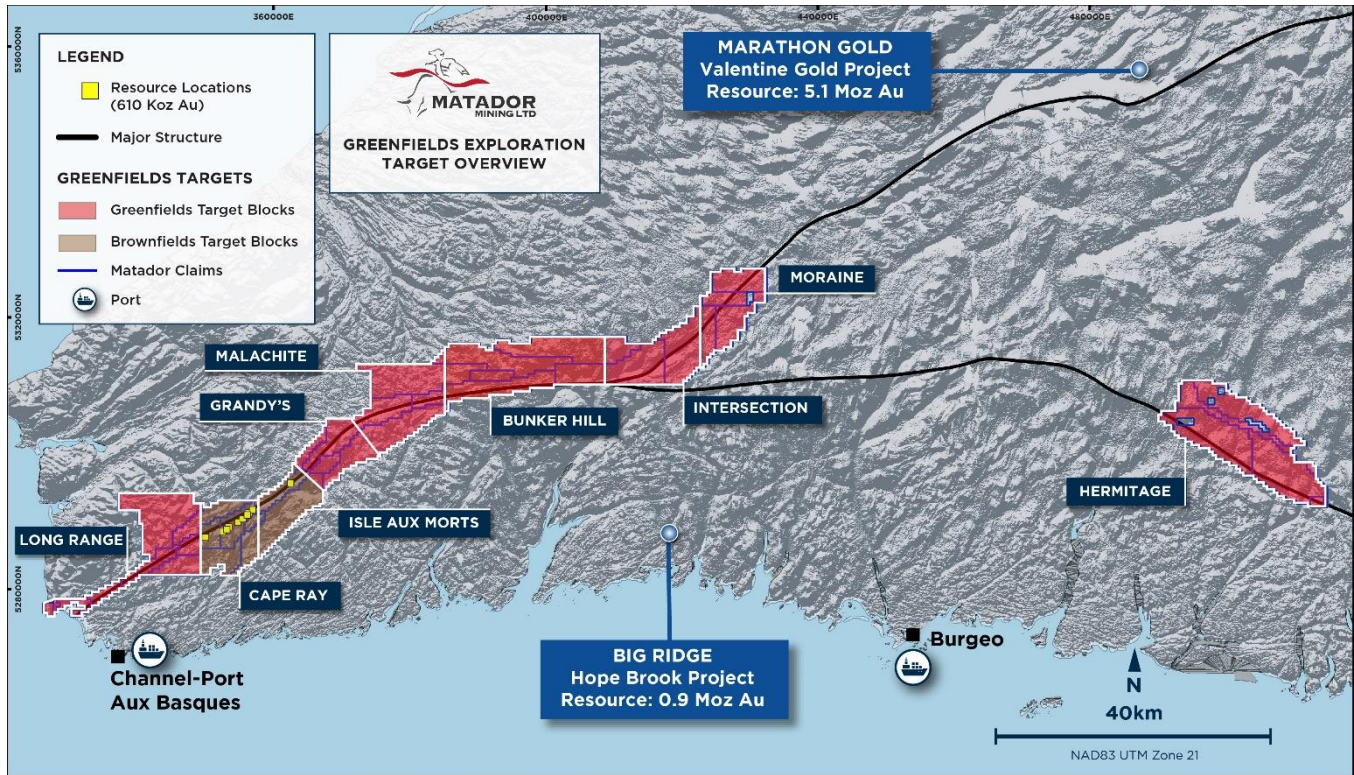 360000E
400000E
440000E
480000E
5360000N
5320000N
5280000N
LEGEND
Resource Locations
(610 Koz Au)
Major Structure
GREENFIELDS TARGETS
Greenfields Target Blocks
Brownfields Target Blocks
Matador Claims
Port
MATADOR
MINING LTD
GREENFIELDS EXPLORATION
TARGET OVERVIEW
MARATHON GOLD
Valentine Gold Project
Resource: 5.1 Moz Au
MORAINE
MALACHITE
GRANDY'S
BUNKER HILL
INTERSECTION
HERMITAGE
ISLE AUX MORTS
LONG RANGE
CAPE RAY
Channel-Port
Aux Basques
BIG RIDGE
Hope Brook Project
Resource: 0.9 Moz Au
Burgeo
N
40km
NAD83 UTM Zone 21